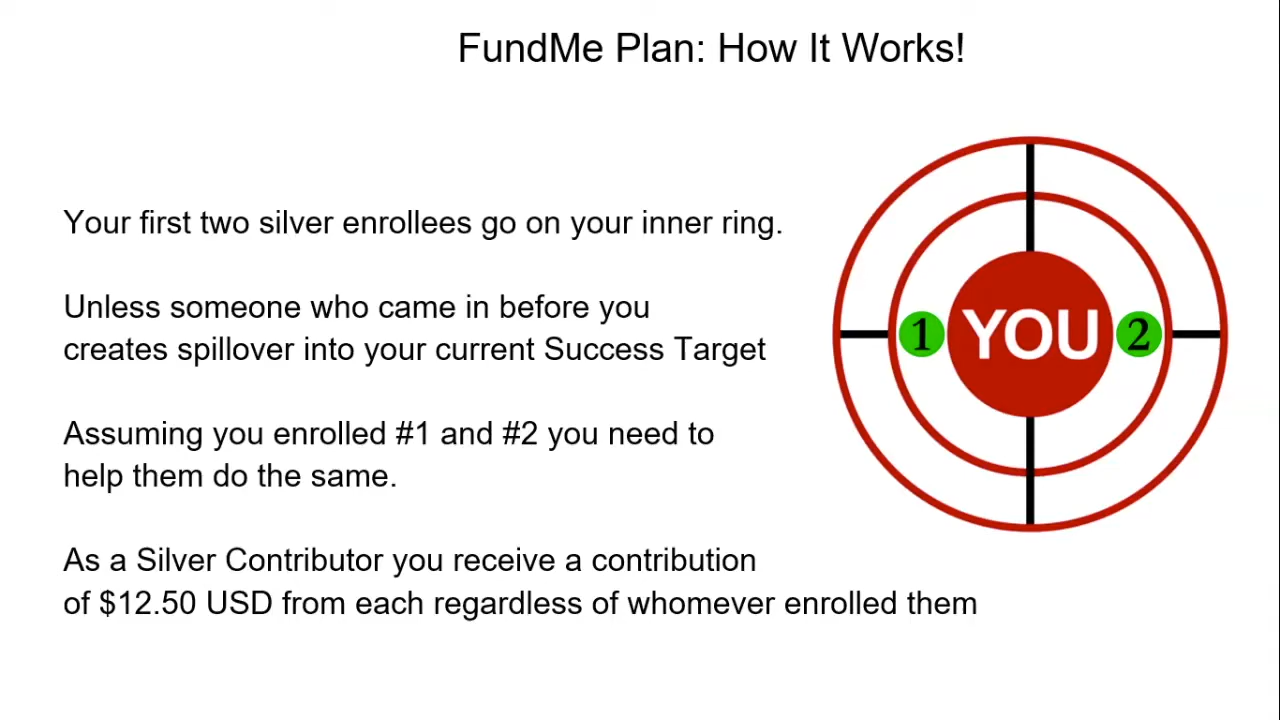 FundMe Plan: How It Works!
Your first two silver enrollees go on your inner ring.
Unless someone who came in before you
creates spillover into your current Success Target
Assuming you enrolled #1 and #2 you need to
help them do the same.
As a Silver Contributor you receive a contribution
of $12.50 USD from each regardless of whomever enrolled them
1 YOU 2